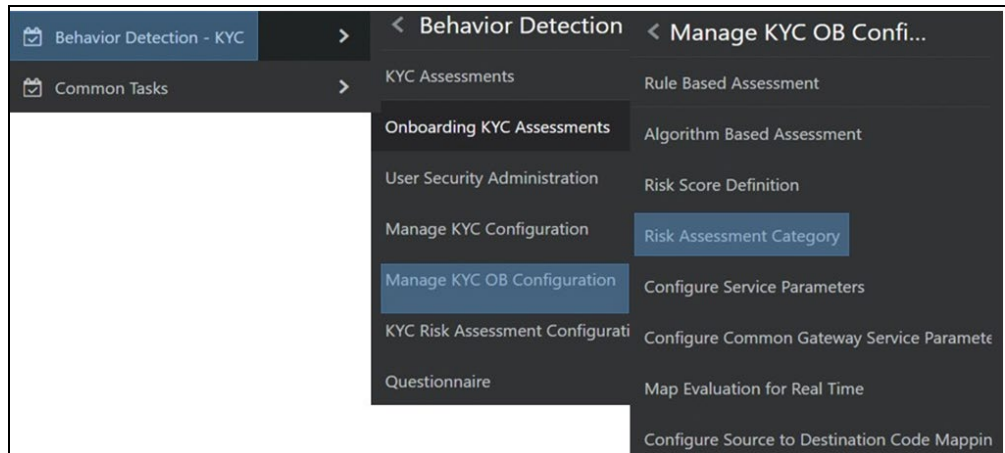 Behavior Detection - KYC
Common Tasks
Behavior Detection
KYC Assessments
Onboarding KYC Assessments
User Security Administration
Manage KYC Configuration
Manage KYC OB Configuration
KYC Risk Assessment Configurati
Questionnaire
Manage KYC OB Confi...
Rule Based Assessment
Algorithm Based Assessment
Risk Score Definition
Risk Assessment Category
Configure Service Parameters
Configure Common Gateway Service Paramete
Map Evaluation for Real Time
Configure Source to Destination Code Mappin